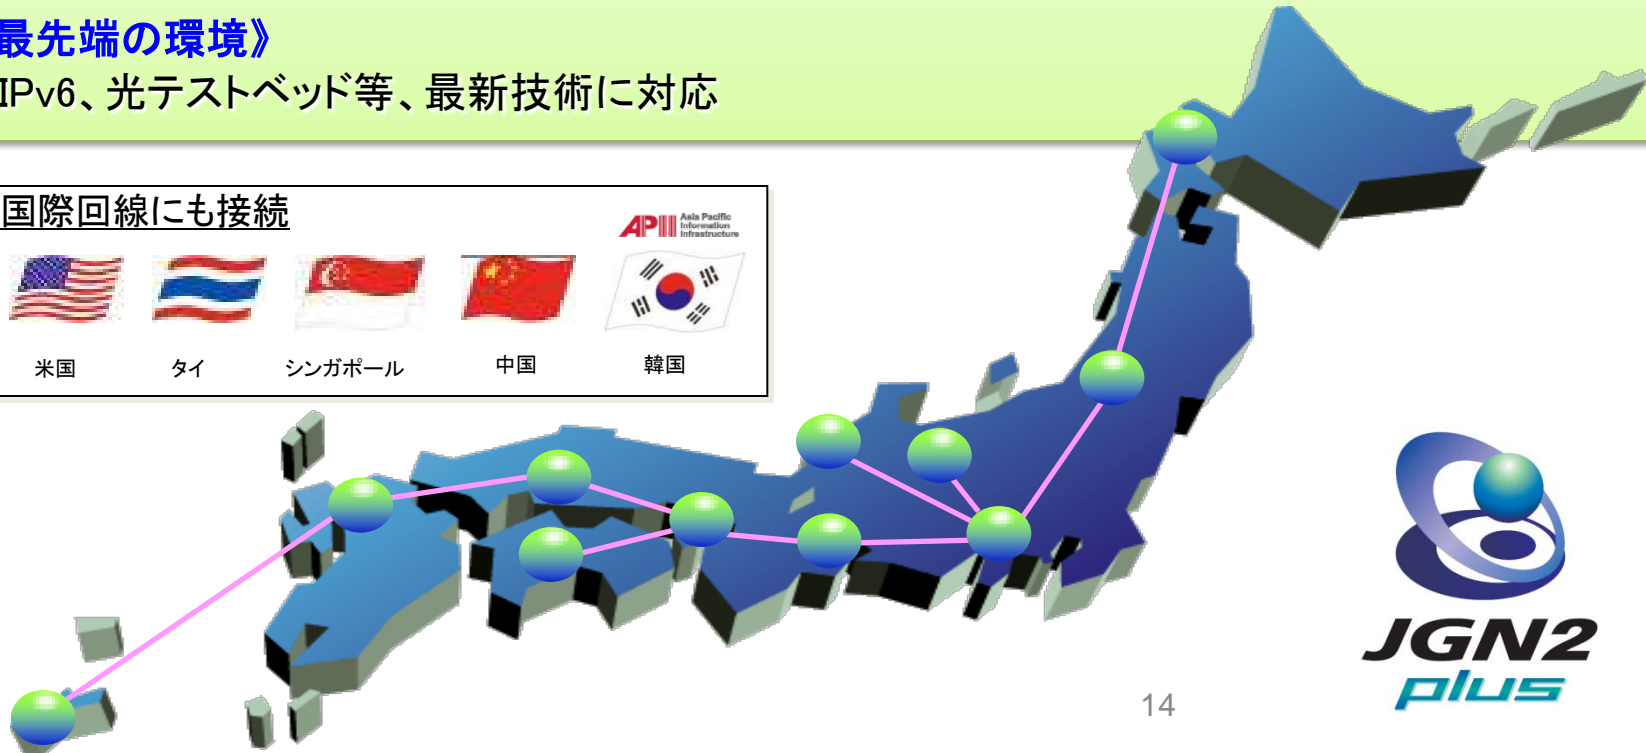 最先端の環境》
IPv6、光テストベッド等、最新技術に対応
国際回線にも接続
APII Asia Pacific
Information
Infrastructure
米国 タイ シンガポール 中国 韓国
JGN2
plus
14